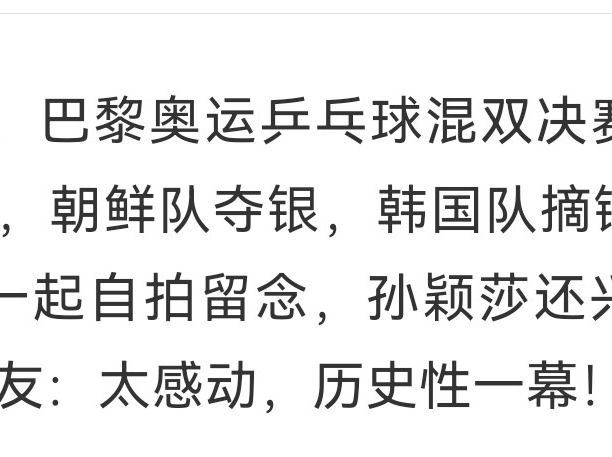 巴黎奥运乒乓球混双决
，朝鲜队夺银，韩国队摘
一起自拍留念，孙颖莎还
友：太感动，历史性一幕！